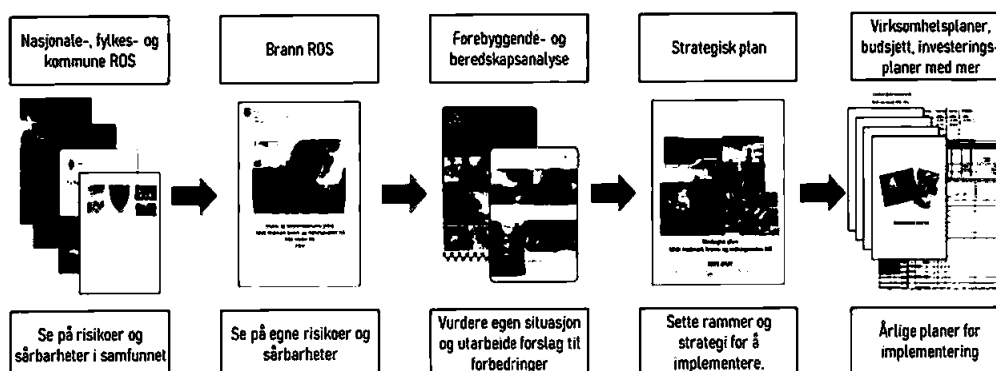 Nasjonale-, fylkes- og
kommune ROS
Brann ROS
Forebyggende- og
beredskapsanalyse
Strategisk plan
Virksomhetsplaner,
budsjett, investerings-
planer med mer
Strategisk plan
Se på risikoer og
sårbarheter i samfunnet
Se på egne risikoer og
sårbarheter
Vurdere egen situasjon
og utarbeide forslag til
forbedringer
Sette rammer og
strategi for å
implementere.
Årlige planer for
implementering